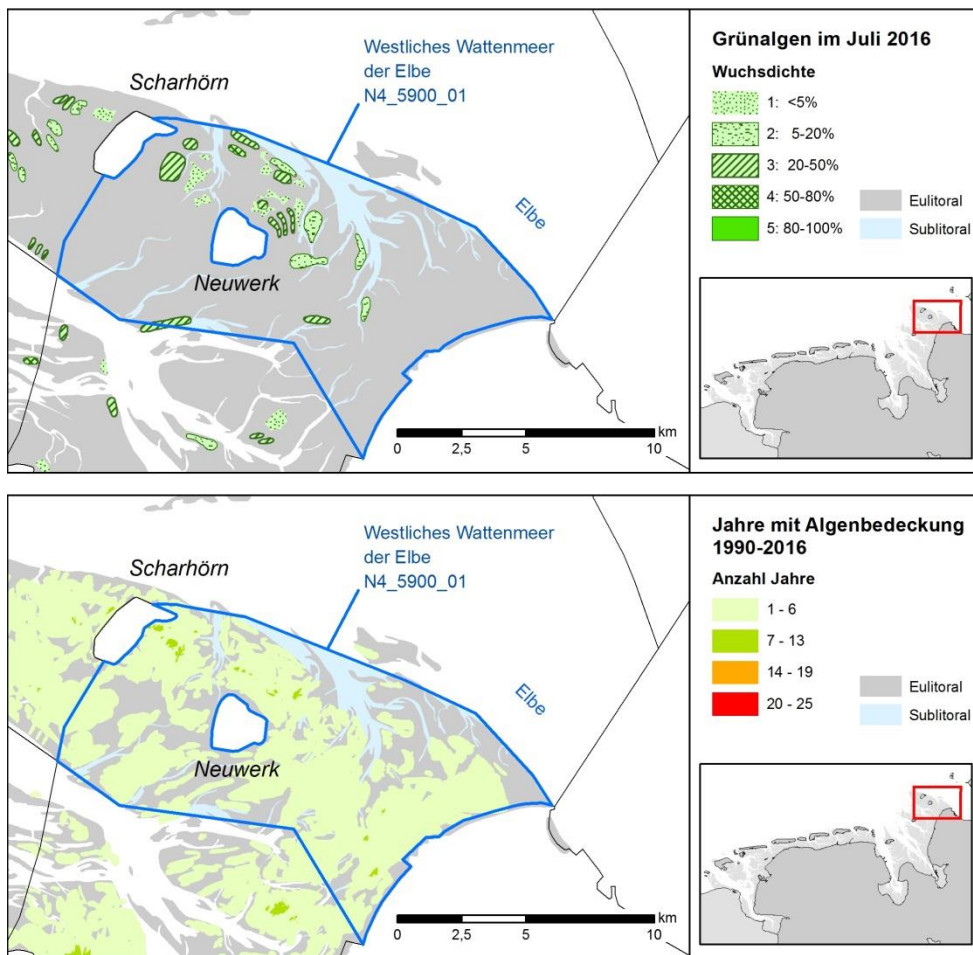 Scharhörn
Westliches Wattenmeer
der Elbe
N4_5900_01
Elbe
Neuwerk
km
0
2,5
5
10
Grünalgen im Juli 2016
Wuchsdichte
1: <5%
2: 5-20%
3: 20-50%
4: 50-80%
5: 80-100%
Eulitoral
Sublitoral
Scharhörn
Westliches Wattenmeer
der Elbe
N4_5900_01
Elbe
Neuwerk
km
0
2,5
5
10
Jahre mit Algenbedeckung
1990-2016
Anzahl Jahre
1 - 6
7 - 13
14 - 19
20 - 25
Eulitoral
Sublitoral